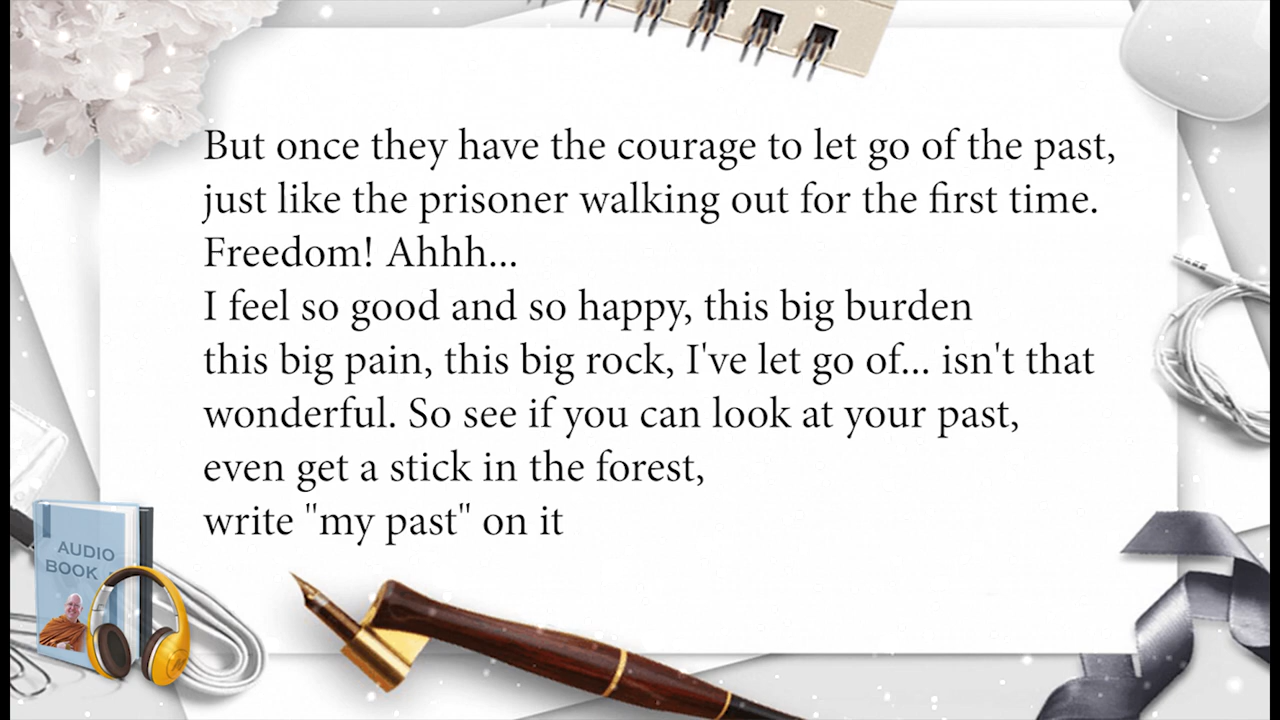 But once they have the courage to let go of the past,
just like the prisoner walking out for the first time.
Freedom! Ahhh...
I feel so good and so happy, this big burden
this big pain, this big rock, I've let go of... isn't that
wonderful. So see if you can look at your past,
even get a stick in the forest,
write "my past" on it
AUDIO
BOOK